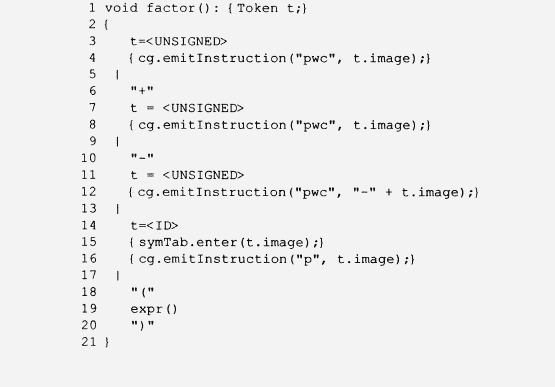 1 void factor(): {Token t;}
2 {
3 t=<UNSIGNED>
4 {cg.emitInstruction("pwc", t.image);}
5 |
6 "+"
7 t = <UNSIGNED>
8 {cg.emitInstruction("pwc", t.image);}
9 |
10 "-"
11 t = <UNSIGNED>
12 {cg.emitInstruction("pwc", "-" + t.image);}
13 |
14 t=<ID>
15 {symTab.enter(t.image);}
16 {cg.emitInstruction("p", t.image);}
17 |
18 "("
19 expr()
20 ")"
21 }